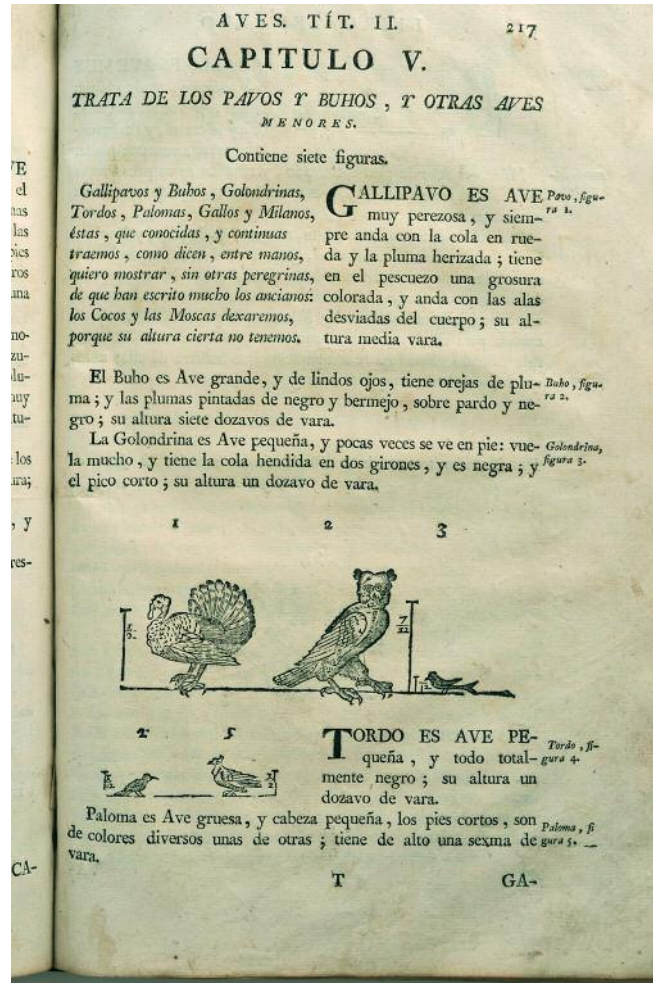 AVES. TÍT. II.
217
CAPITULO V.
TRATA DE LOS PAVOS Y BUHOS, Y OTRAS AVES
MENORES.
Contiene siete figuras.
Gallipavos y Buhos, Golondrinas,
Tordos, Palomas, Gallos y Milanos,
éstas, que conocidas, y continuas
traemos, como dicen, entre manos,
quiero mostrar, sin otras peregrinas,
de que han escrito mucho los ancianos:
los Cocos y las Moscas dexaremos,
porque su altura cierta no tenemos.
GALLIPAVO ES AVE
muy perezosa, y siem-
pre anda con la cola en rue-
da y la pluma herizada; tiene
en el pescuezo una grosura
colorada, y anda con las alas
desviadas del cuerpo; su al-
tura media vara.
Pavo, figu-
ra 1.
El Buho es Ave grande, y de lindos ojos, tiene orejas de plu-
ma; y las plumas pintadas de negro y bermejo, sobre pardo y ne-
gro; su altura siete dozavos de vara.
Buho, figu-
ra 2.
La Golondrina es Ave pequeña, y pocas veces se ve en pie: vue-
la mucho, y tiene la cola hendida en dos girones, y es negra; y
el pico corto; su altura un dozavo de vara.
Golondrina,
figura 3.
1 2 3
1/2 7/12 1/12
4 5
TORDO ES AVE PE-
queña, y todo total-
mente negro; su altura un
dozavo de vara.
Tordo, fi-
gura 4.
Paloma es Ave gruesa, y cabeza pequeña, los pies cortos, son
de colores diversos unas de otras; tiene de alto una sexma de
vara.
Paloma, fi
gura 5.
T
GA-